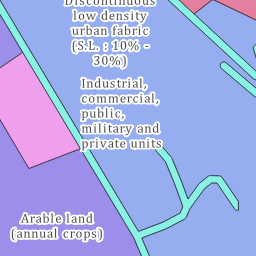 Discontinuous
low density
urban fabric
(S.L. : 10% -
30%)
Industrial,
commercial,
public,
military and
private units
Arable land
(annual crops)